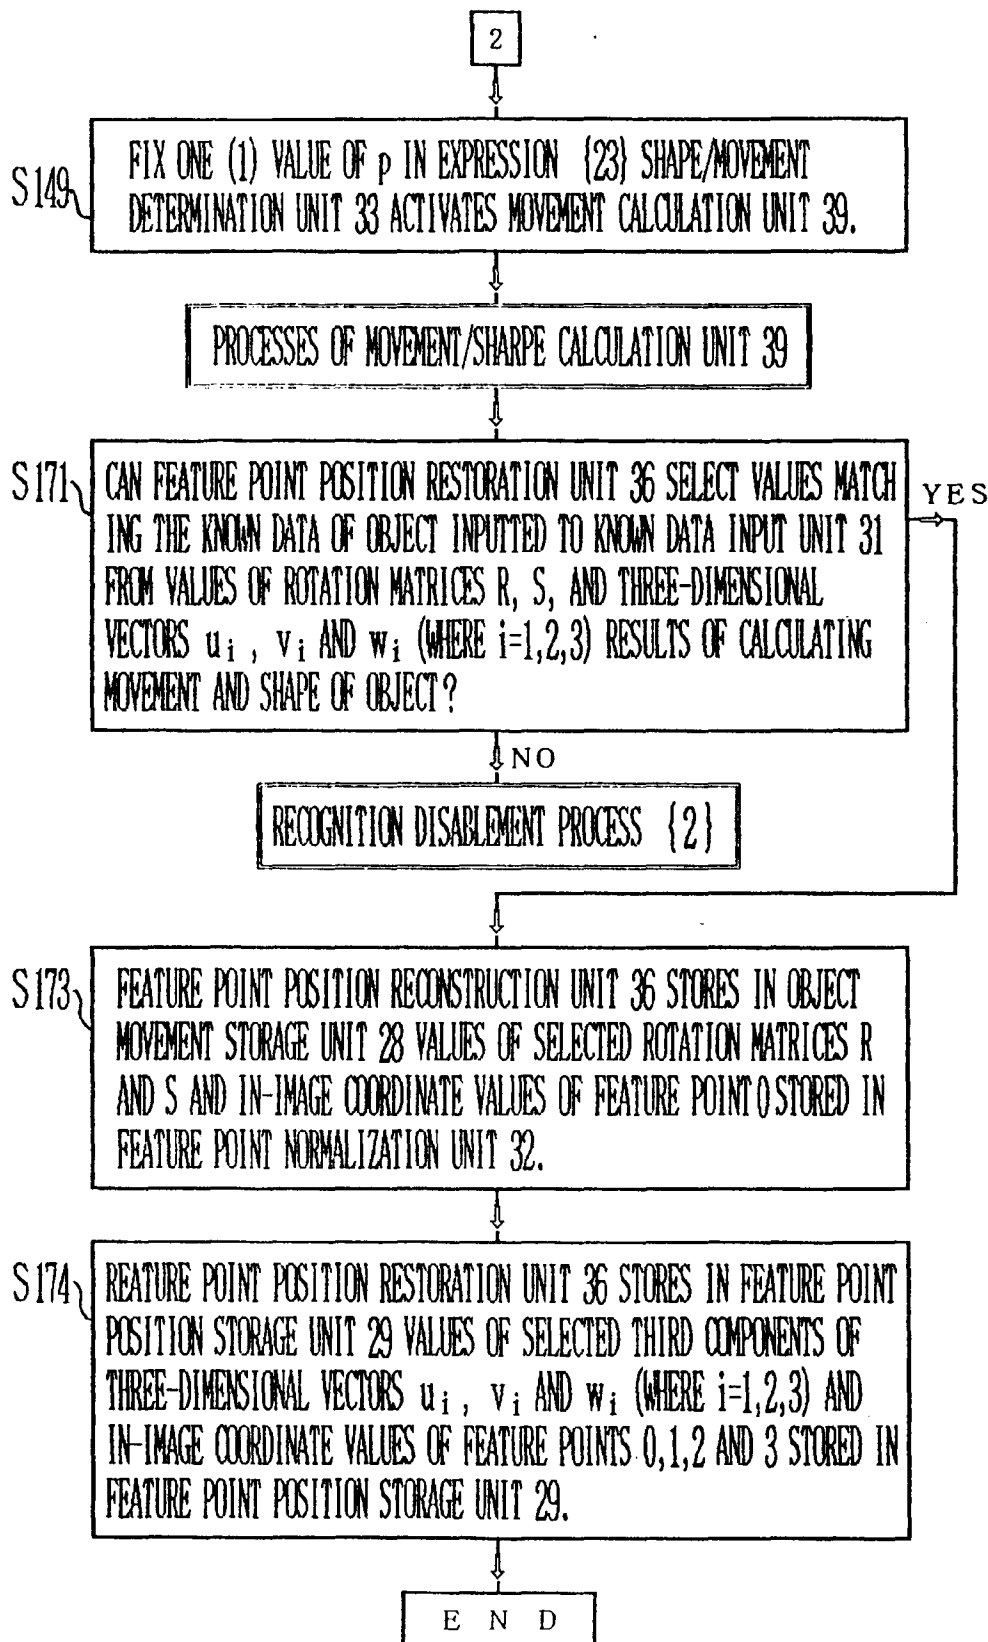 2
S149
FIX ONE (1) VALUE OF p IN EXPRESSION {23} SHAPE/MOVEMENT
DETERMINATION UNIT 33 ACTIVATES MOVEMENT CALCULATION UNIT 39.
PROCESSES OF MOVEMENT/SHARPE CALCULATION UNIT 39
S171
CAN FEATURE POINT POSITION RESTORATION UNIT 36 SELECT VALUES MATCH
ING THE KNOWN DATA OF OBJECT INPUTTED TO KNOWN DATA INPUT UNIT 31
FROM VALUES OF ROTATION MATRICES R, S, AND THREE-DIMENSIONAL
VECTORS ui , vi AND wi (WHERE i=1,2,3) RESULTS OF CALCULATING
MOVEMENT AND SHAPE OF OBJECT?
YES
NO
RECOGNITION DISABLEMENT PROCESS {2}
S173
FEATURE POINT POSITION RECONSTRUCTION UNIT 36 STORES IN OBJECT
MOVEMENT STORAGE UNIT 28 VALUES OF SELECTED ROTATION MATRICES R
AND S AND IN-IMAGE COORDINATE VALUES OF FEATURE POINT 0 STORED IN
FEATURE POINT NORMALIZATION UNIT 32.
S174
REATURE POINT POSITION RESTORATION UNIT 36 STORES IN FEATURE POINT
POSITION STORAGE UNIT 29 VALUES OF SELECTED THIRD COMPONENTS OF
THREE-DIMENSIONAL VECTORS ui , vi AND wi (WHERE i=1,2,3) AND
IN-IMAGE COORDINATE VALUES OF FEATURE POINTS 0,1,2 AND 3 STORED IN
FEATURE POINT POSITION STORAGE UNIT 29.
END